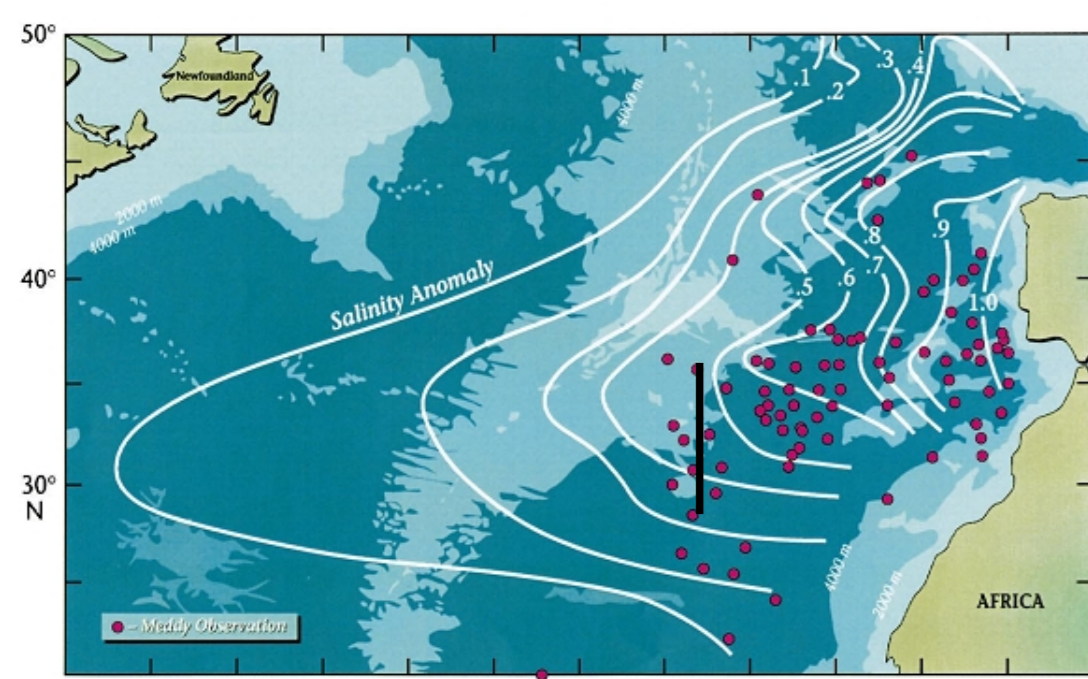 50°
Newfoundland
4000 m
.1
.2
.3
.4
2000 m
4000 m
Salinity Anomaly
.8
.9
.7
.6
.5
1.0
40°
30°
N
4000 m
2000 m
AFRICA
– Meddy Observation